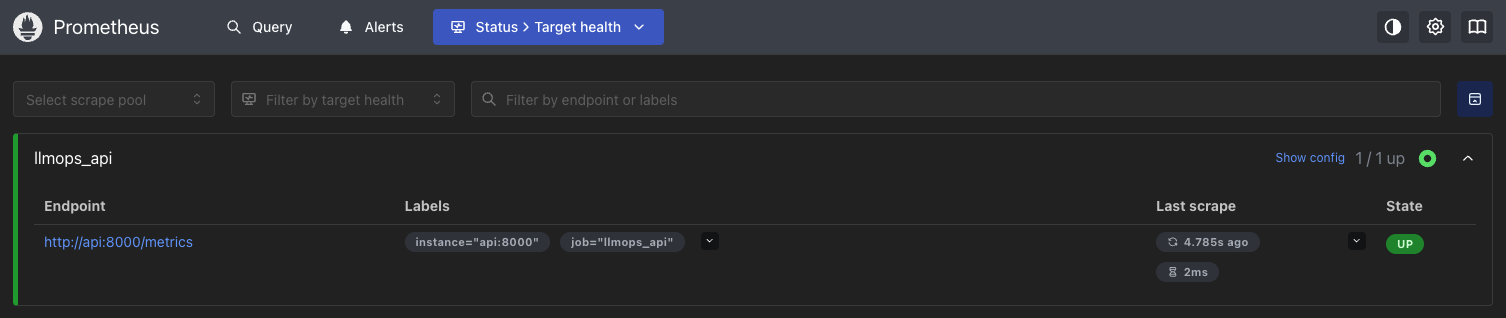 Prometheus Query Alerts Status > Target health
Select scrape pool Filter by target health Filter by endpoint or labels
llmops_api Show config 1 / 1 up
Endpoint Labels Last scrape State
http://api:8000/metrics instance="api:8000" job="llmops_api" 4.785s ago UP
2ms